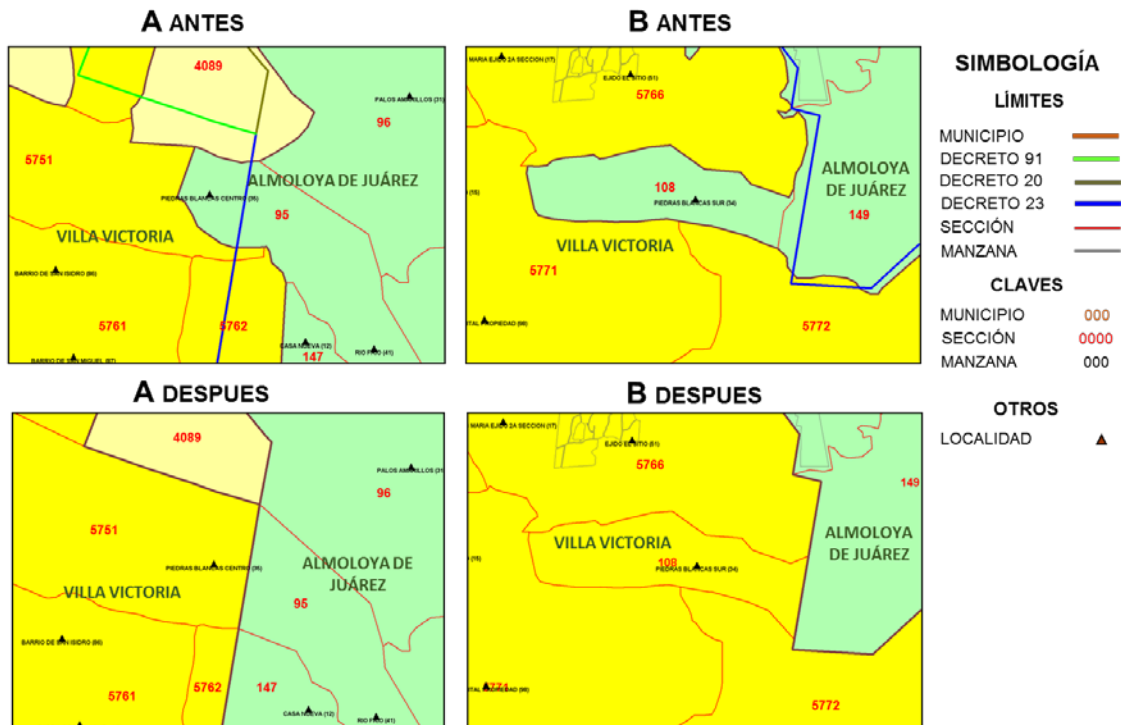 A ANTES
4089
PALOS AMARILLOS (31)
96
5751
ALMOLOYA DE JUÁREZ
PIEDRAS BLANCAS CENTRO (35)
95
VILLA VICTORIA
BARRIO DE SAN ISIDRO (86)
5761
5762
CASA NUEVA (12)
RIO FRIO (41)
BARRIO DE SAN MIGUEL (87)
147
B ANTES
MARIA EJIDO 2A SECCION (17)
EJIDO EL SITIO (51)
5766
ALMOLOYA
DE JUÁREZ
108
PIEDRAS BLANCAS SUR (34)
149
VILLA VICTORIA
5771
5772
SIMBOLOGÍA
LÍMITES
MUNICIPIO
DECRETO 91
DECRETO 20
DECRETO 23
SECCIÓN
MANZANA
CLAVES
MUNICIPIO 000
SECCIÓN 0000
MANZANA 000
OTROS
LOCALIDAD
A DESPUES
4089
PALOS AMARILLOS (31
96
5751
PIEDRAS BLANCAS CENTRO (35)
ALMOLOYA DE
JUÁREZ
VILLA VICTORIA
95
BARRIO DE SAN ISIDRO (86)
5761
5762
147
CASA NUEVA (12)
RIO FRIO (41)
B DESPUES
MARIA EJIDO 2A SECCION (17)
EJIDO EL SITIO (51)
5766
149
VILLA VICTORIA
ALMOLOYA
DE JUÁREZ
108
PIEDRAS BLANCAS SUR (34)
5771
5772